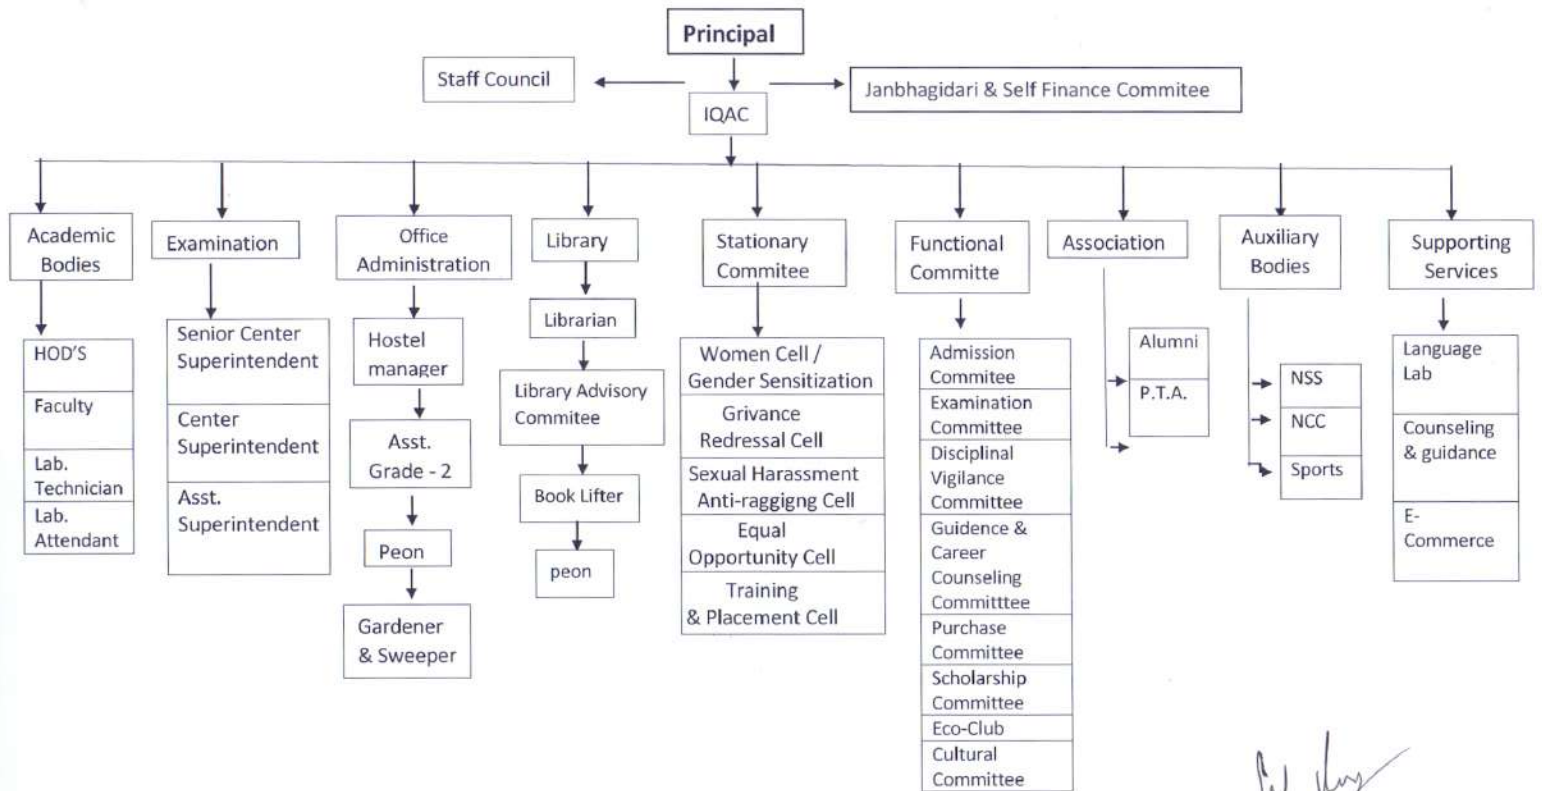 Principal
Staff Council
Janbhagidari & Self Finance Commitee
IQAC
Academic
Bodies
HOD'S
Faculty
Lab.
Technician
Lab.
Attendant
Examination
Senior Center
Superintendent
Center
Superintendent
Asst.
Superintendent
Office
Administration
Hostel
manager
Asst.
Grade - 2
Peon
Gardener
& Sweeper
Library
Librarian
Library Advisory
Commitee
Book Lifter
peon
Stationary
Commitee
Women Cell /
Gender Sensitization
Grivance
Redressal Cell
Sexual Harassment
Anti-raggigng Cell
Equal
Opportunity Cell
Training
& Placement Cell
Functional
Committe
Admission
Commitee
Examination
Committee
Disciplinal
Vigilance
Committee
Guidence &
Career
Counseling
Committtee
Purchase
Committee
Scholarship
Committee
Eco-Club
Cultural
Committee
Association
Alumni
P.T.A.
Auxiliary
Bodies
NSS
NCC
Sports
Supporting
Services
Language
Lab
Counseling
& guidance
E-
Commerce